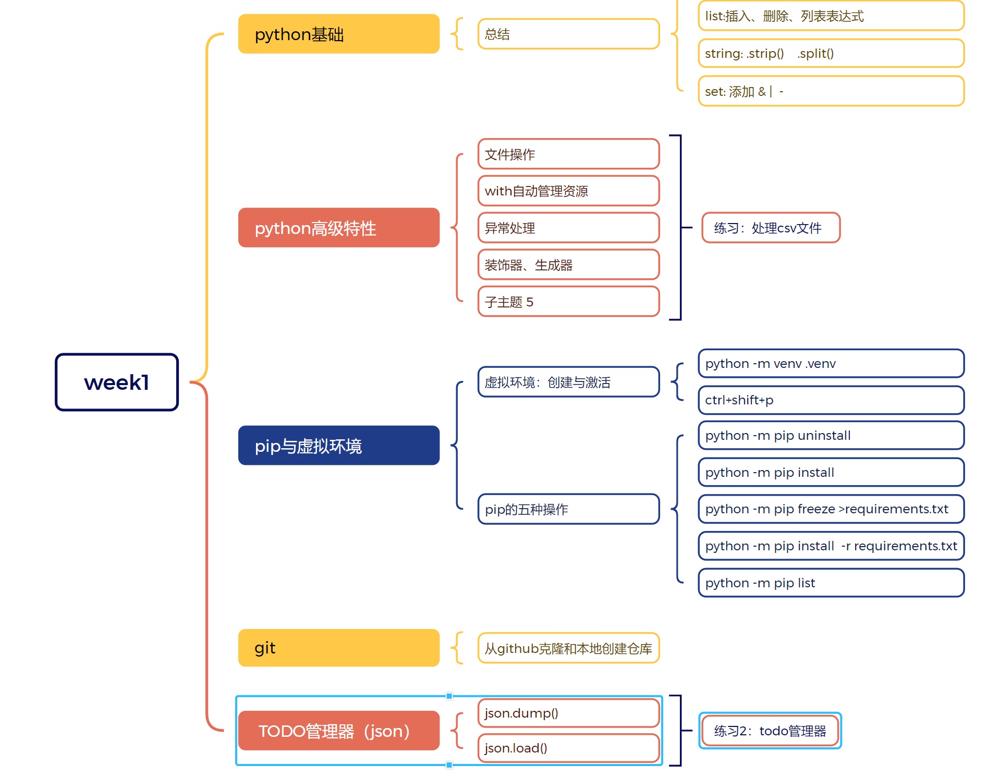 week1
python基础
总结
list:插入、删除、列表表达式
string: .strip()    .split()
set: 添加 & |  -
python高级特性
文件操作
with自动管理资源
异常处理
装饰器、生成器
子主题 5
练习：处理csv文件
pip与虚拟环境
虚拟环境：创建与激活
python -m venv .venv
ctrl+shift+p
pip的五种操作
python -m pip uninstall
python -m pip install
python -m pip freeze >requirements.txt
python -m pip install  -r requirements.txt
python -m pip list
git
从github克隆和本地创建仓库
TODO管理器（json）
json.dump()
json.load()
练习2：todo管理器